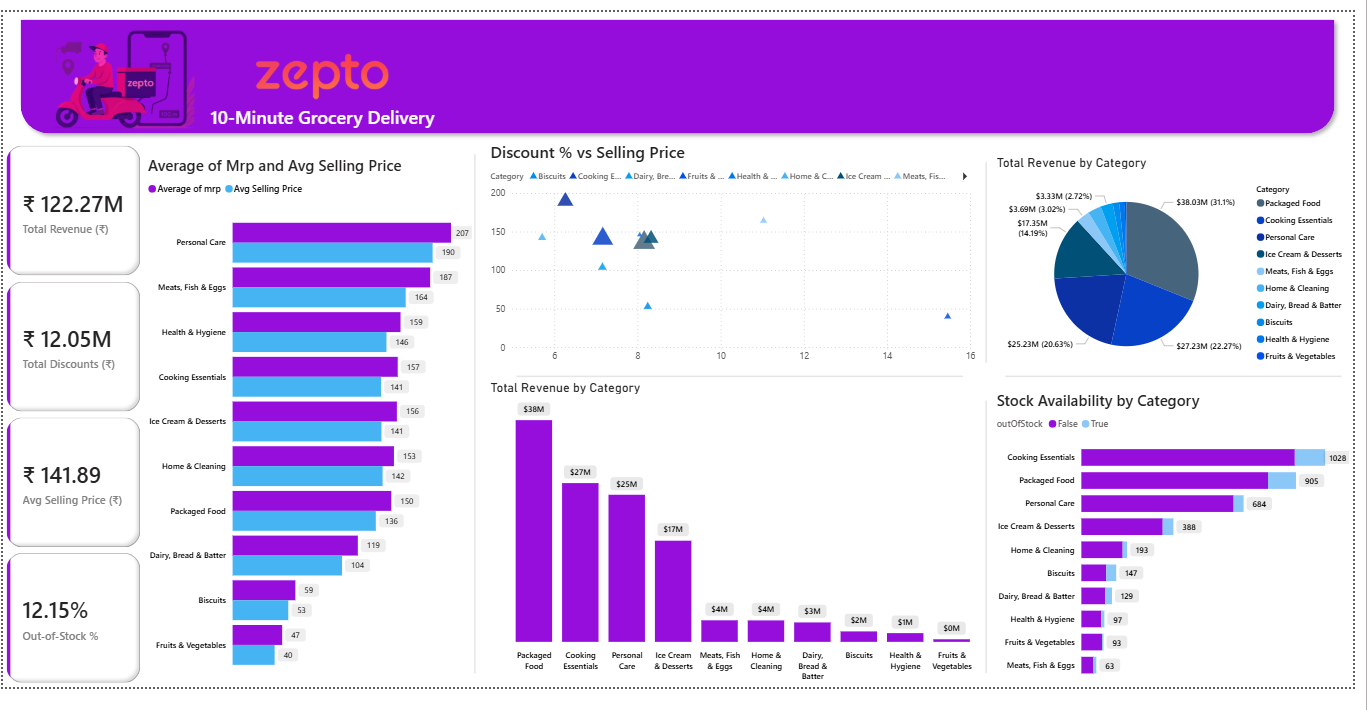 zepto
zepto
10-Minute Grocery Delivery
₹ 122.27M
Total Revenue (₹)
₹ 12.05M
Total Discounts (₹)
₹ 141.89
Avg Selling Price (₹)
12.15%
Out-of-Stock %
Average of Mrp and Avg Selling Price
Average of mrp Avg Selling Price
Personal Care
207
190
Meats, Fish & Eggs
187
164
Health & Hygiene
159
146
Cooking Essentials
157
141
Ice Cream & Desserts
156
141
Home & Cleaning
153
142
Packaged Food
150
136
Dairy, Bread & Batter
119
104
Biscuits
59
53
Fruits & Vegetables
47
40
Discount % vs Selling Price
Category Biscuits Cooking E... Dairy, Bre... Fruits & ... Health & ... Home & C... Ice Cream ... Meats, Fis...
200
150
100
50
0
6 8 10 12 14 16
Total Revenue by Category
$38M
$27M
$25M
$17M
$4M
$4M
$3M
$2M
$1M
$0M
Packaged
Food
Cooking
Essentials
Personal
Care
Ice Cream
& Desserts
Meats, Fish
& Eggs
Home &
Cleaning
Dairy,
Bread &
Batter
Biscuits
Health &
Hygiene
Fruits &
Vegetables
Total Revenue by Category
$38.03M (31.1%)
$27.23M (22.27%)
$25.23M (20.63%)
$17.35M
(14.19%)
$3.69M (3.02%)
$3.33M (2.72%)
Category
Packaged Food
Cooking Essentials
Personal Care
Ice Cream & Desserts
Meats, Fish & Eggs
Home & Cleaning
Dairy, Bread & Batter
Biscuits
Health & Hygiene
Fruits & Vegetables
Stock Availability by Category
outOfStock False True
Cooking Essentials 1028
Packaged Food 905
Personal Care 684
Ice Cream & Desserts 388
Home & Cleaning 193
Biscuits 147
Dairy, Bread & Batter 129
Health & Hygiene 97
Fruits & Vegetables 93
Meats, Fish & Eggs 63